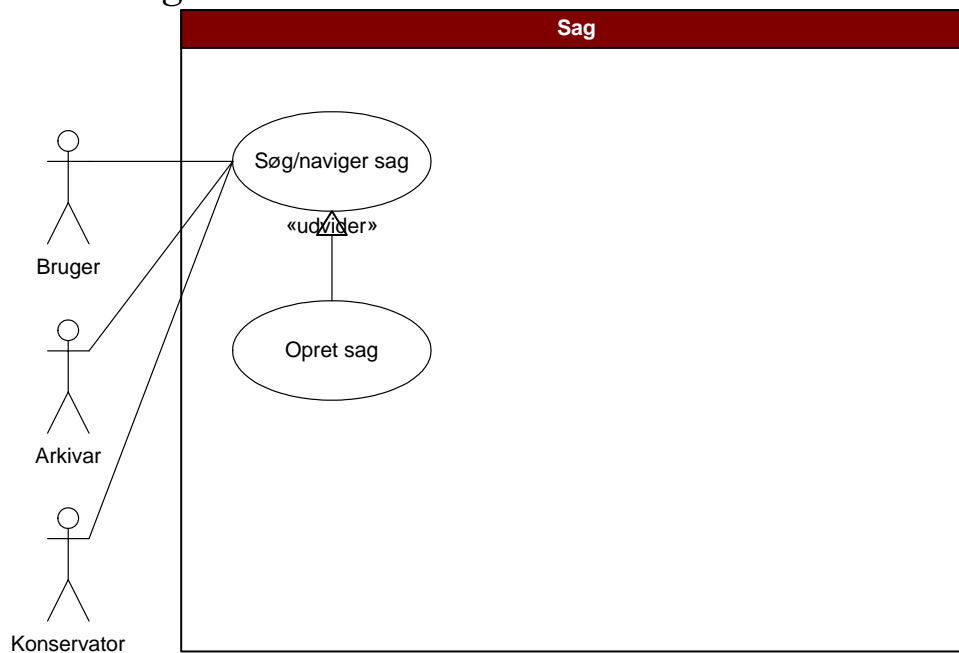 Sag
Søg/naviger sag
«udvider»
Bruger
Opret sag
Arkivar
Konservator